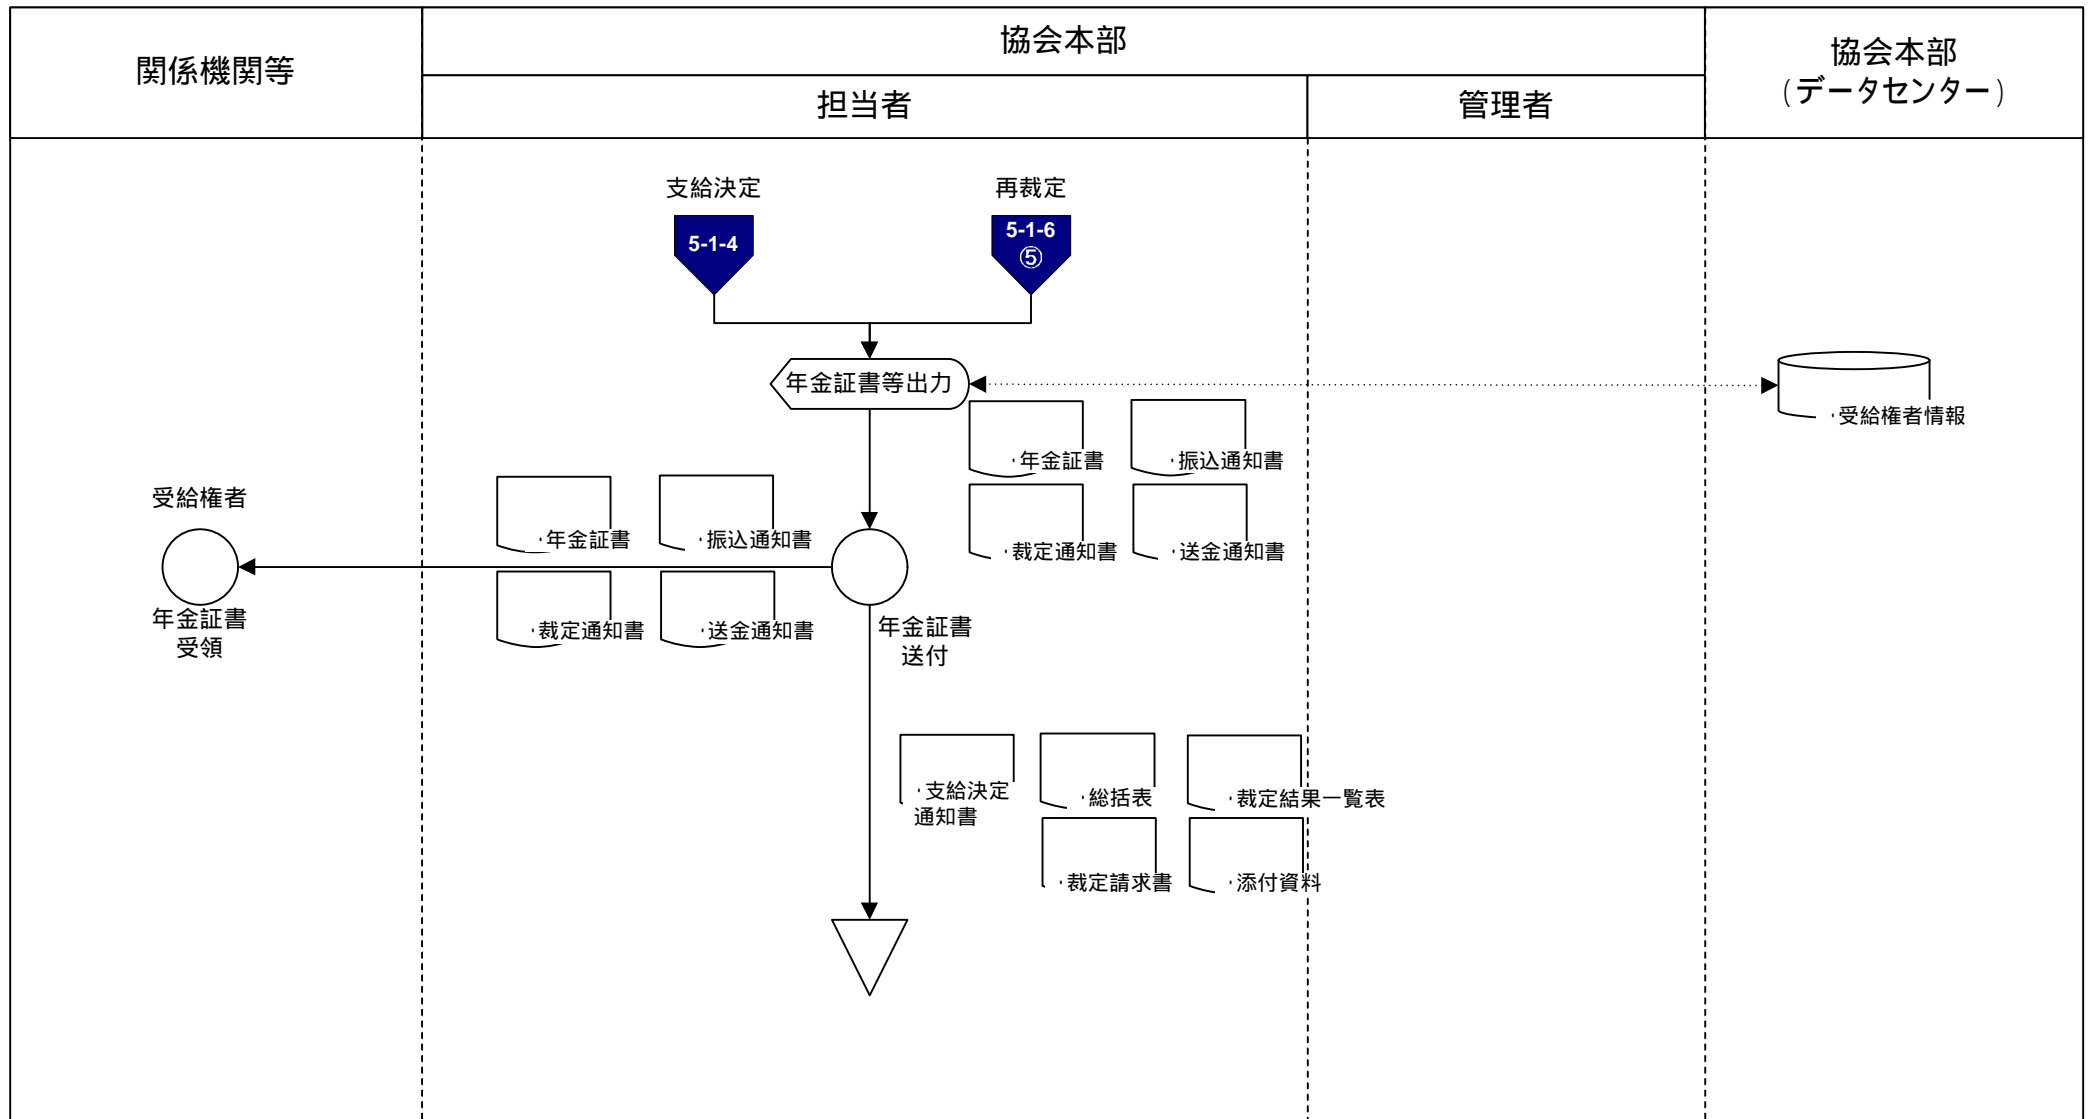 関係機関等
協会本部
協会本部
(データセンター)
担当者
管理者
支給決定
再裁定
5-1-4
5-1-6
⑤
年金証書等出力
・受給権者情報
・年金証書
・振込通知書
受給権者
・年金証書
・振込通知書
・裁定通知書
・送金通知書
年金証書
受領
・裁定通知書
・送金通知書
年金証書
送付
・支給決定
通知書
・総括表
・裁定結果一覧表
・裁定請求書
・添付資料